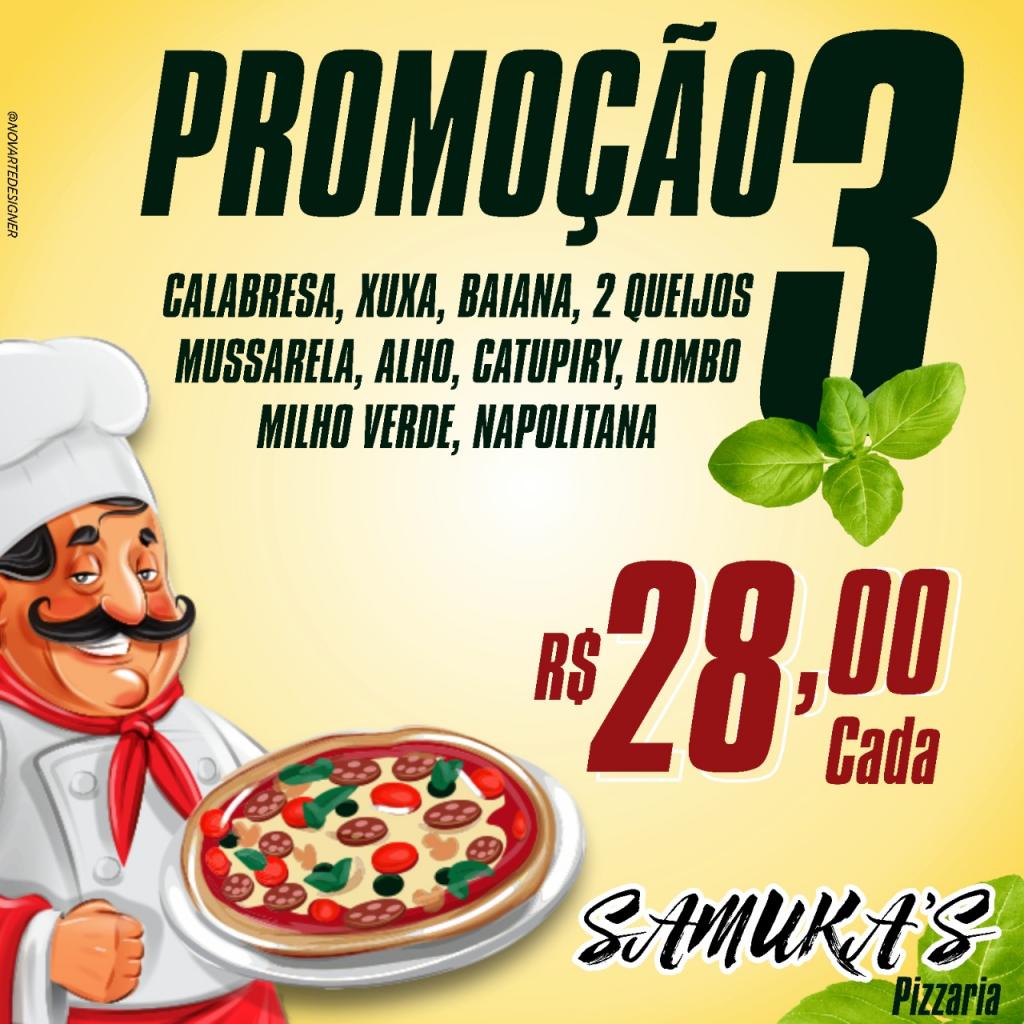 PROMOÇÃO 3
@NOVARTEDESIGNER
CALABRESA, XUXA, BAIANA, 2 QUEIJOS
MUSSARELA, ALHO, CATUPIRY, LOMBO
MILHO VERDE, NAPOLITANA
R$ 28,00
Cada
SAMUKA'S
Pizzaria